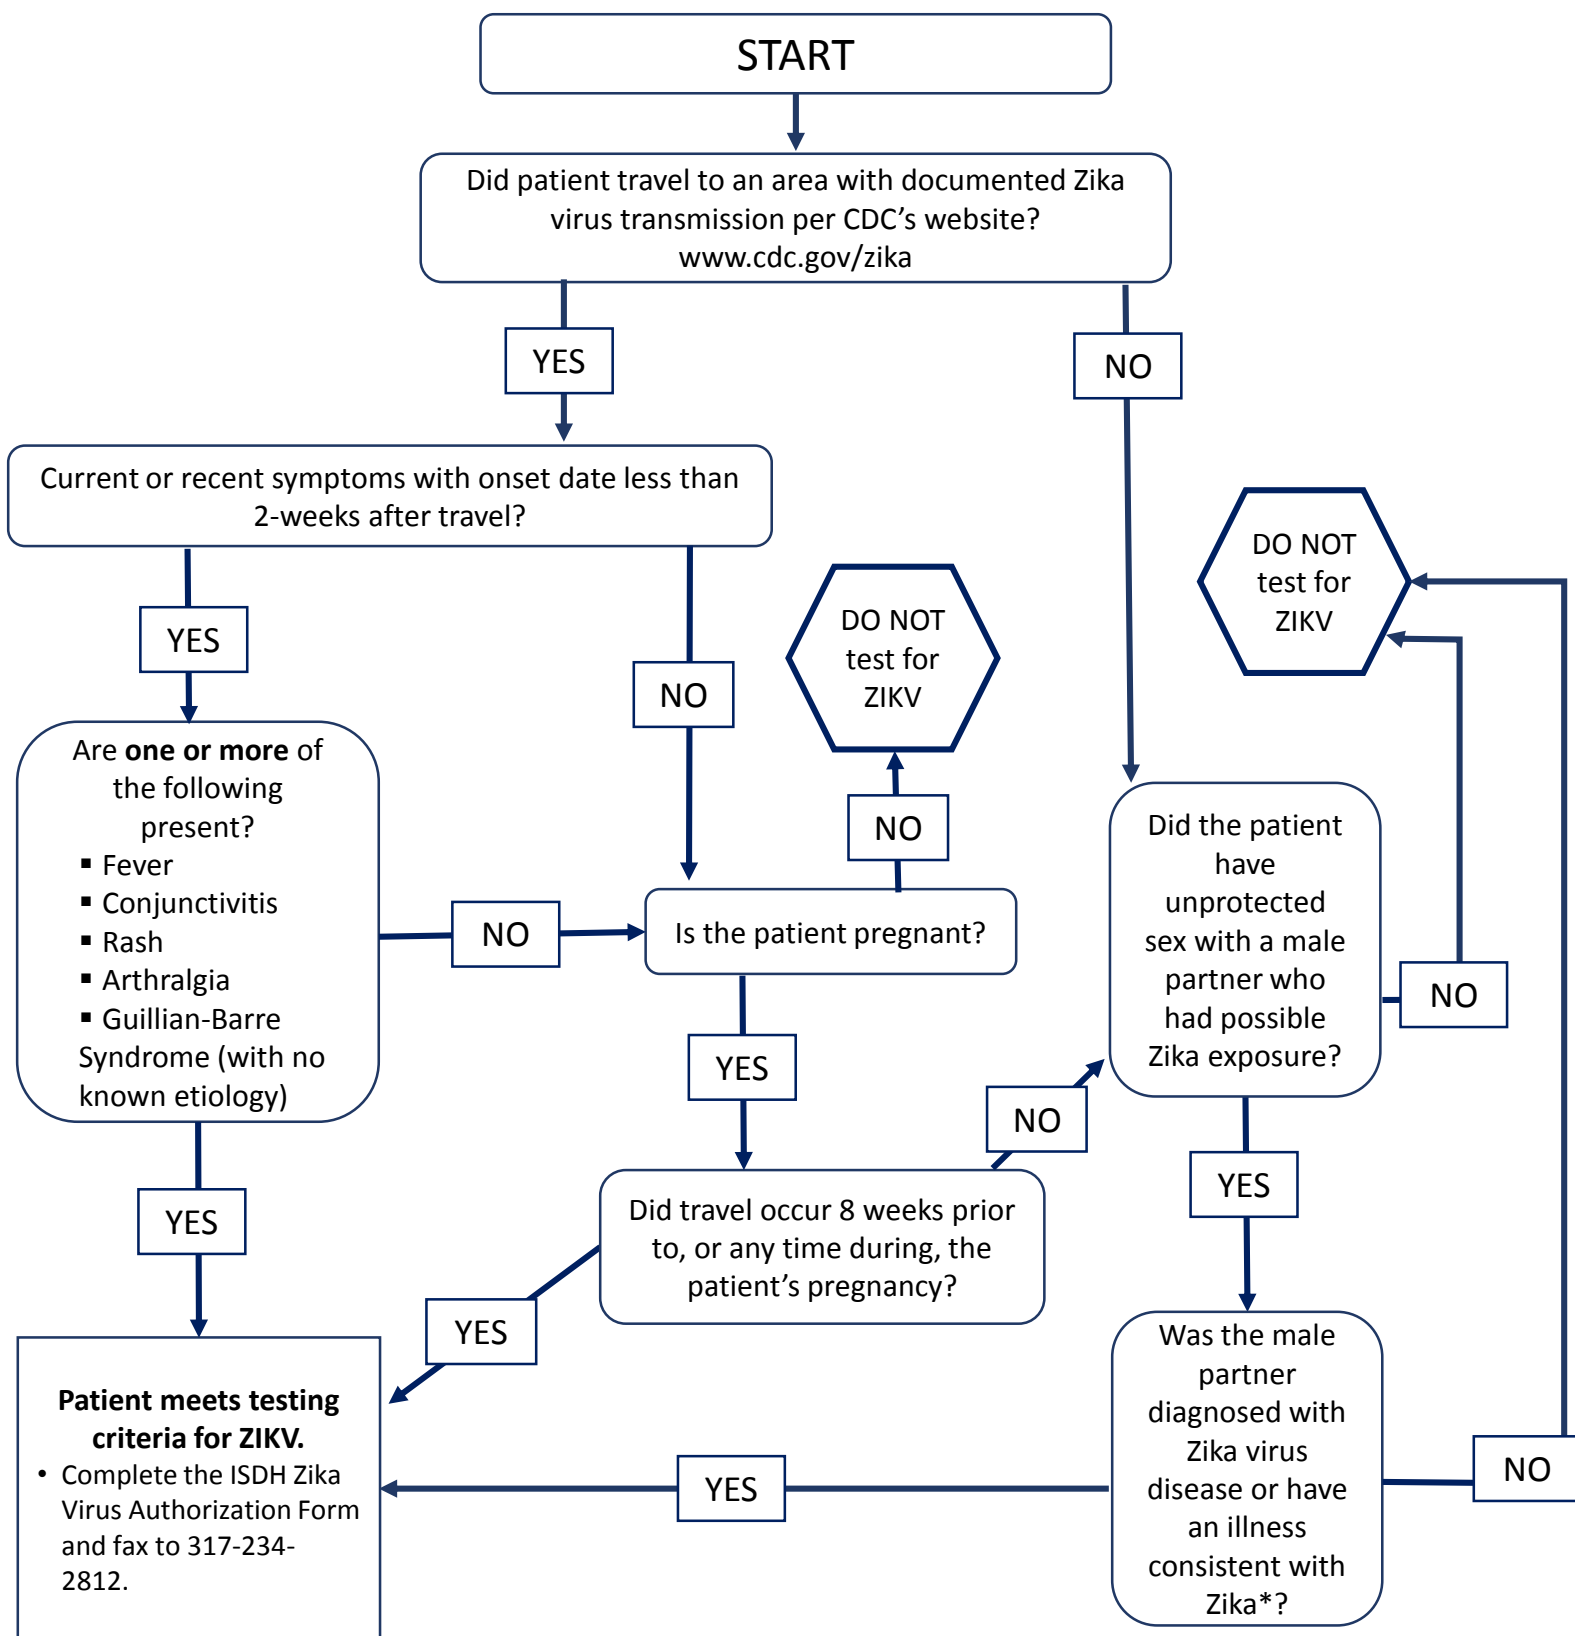 START
Did patient travel to an area with documented Zika
virus transmission per CDC’s website?
www.cdc.gov/zika
YES
NO
Current or recent symptoms with onset date less than
2-weeks after travel?
YES
NO
DO NOT
test for
ZIKV
DO NOT
test for
ZIKV
Are one or more of
the following
present?
▪ Fever
▪ Conjunctivitis
▪ Rash
▪ Arthralgia
▪ Guillian-Barre
Syndrome (with no
known etiology)
NO
NO
Is the patient pregnant?
Did the patient
have
unprotected
sex with a male
partner who
had possible
Zika exposure?
NO
YES
NO
YES
Did travel occur 8 weeks prior
to, or any time during, the
patient’s pregnancy?
YES
YES
Patient meets testing
criteria for ZIKV.
• Complete the ISDH Zika
Virus Authorization Form
and fax to 317-234-
2812.
YES
Was the male
partner
diagnosed with
Zika virus
disease or have
an illness
consistent with
Zika*?
NO